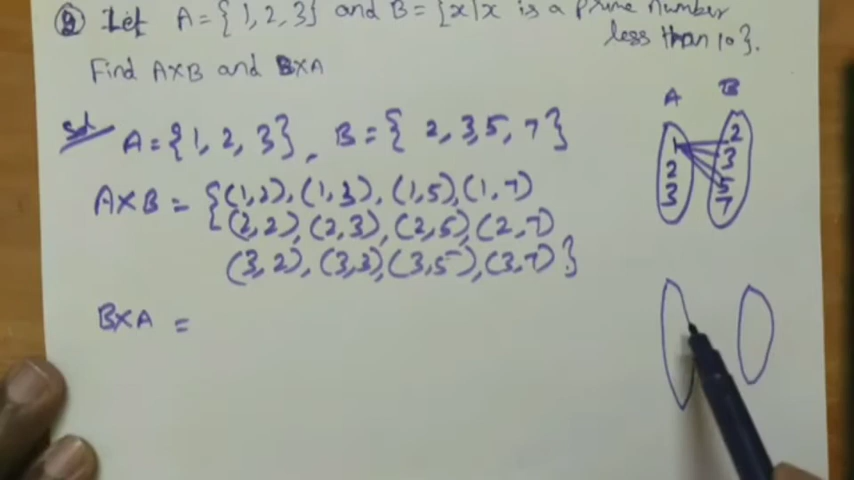 9 Let A = {1, 2, 3} and B = {x | x is a prime number
less than 10}.
Find A×B and B×A
Sol A = {1, 2, 3}, B = {2, 3, 5, 7}
A×B = {(1,2), (1,3), (1,5), (1,7)
(2,2), (2,3), (2,5), (2,7)
(3,2), (3,3), (3,5), (3,7)}
B×A =
A B
1 2
2 3
3 5
7